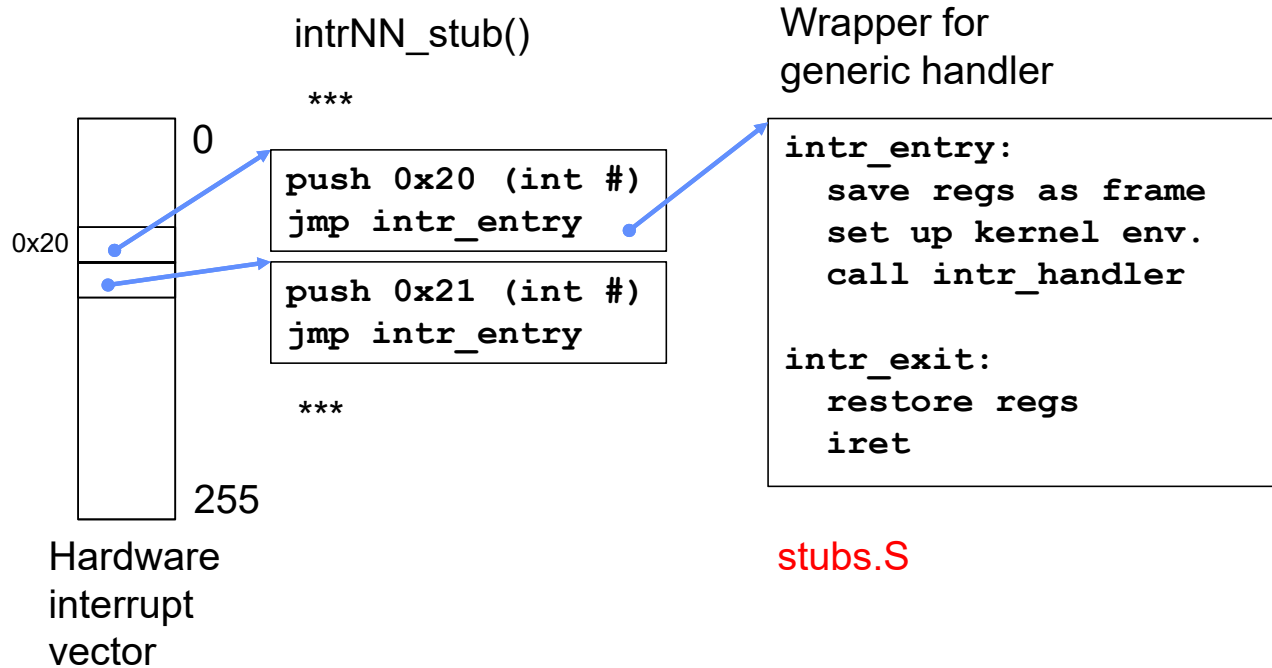 intrNN_stub()
***
Wrapper for
generic handler
0
0x20
255
Hardware
interrupt
vector
push 0x20 (int #)
jmp intr_entry
push 0x21 (int #)
jmp intr_entry
***
intr_entry:
save regs as frame
set up kernel env.
call intr_handler
intr_exit:
restore regs
iret
stubs.S